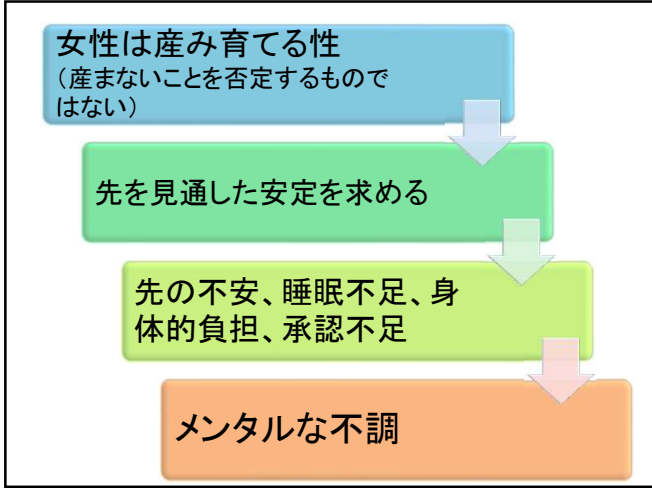 女性は産み育てる性
（産まないことを否定するもので
はない）
先を見通した安定を求める
先の不安、睡眠不足、身
体的負担、承認不足
メンタルな不調